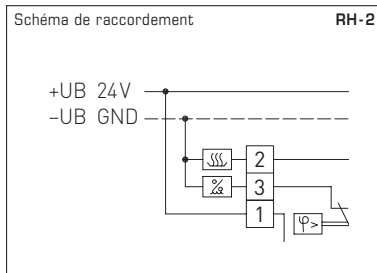 Schéma de raccordement RH-2
+UB 24V
–UB GND
2
% 3
1
φ>